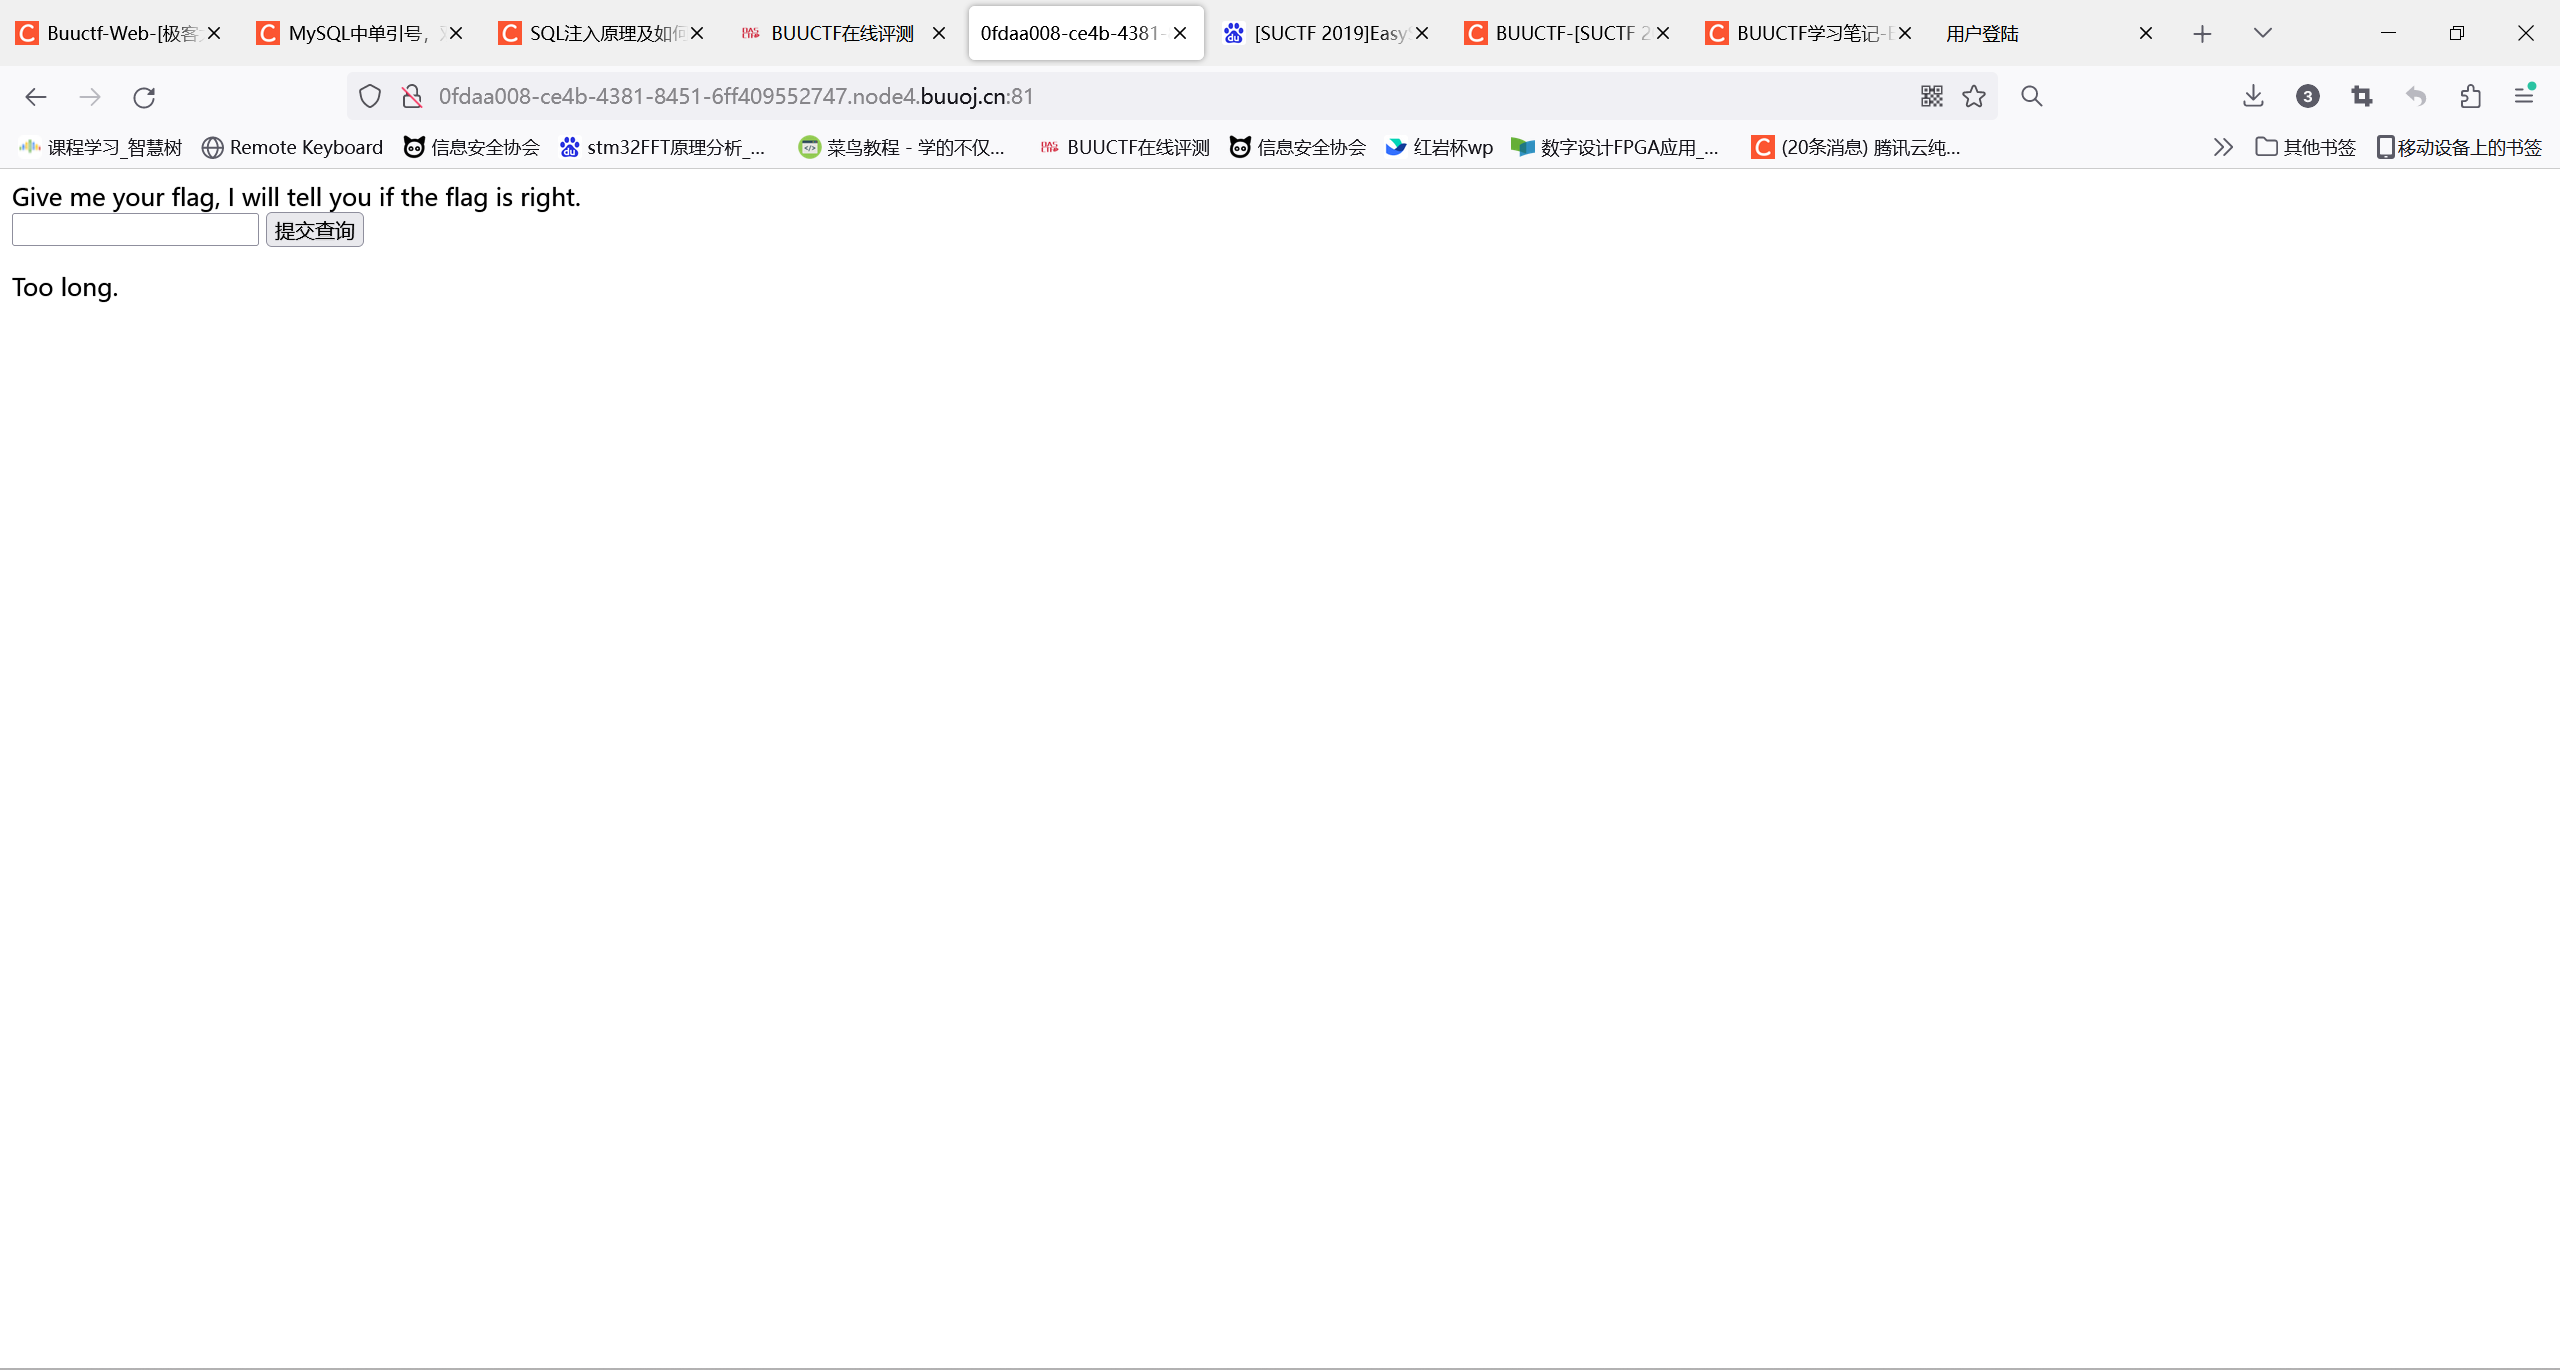 Buuctf-Web-[极客 MySQL中单引号， SQL注入原理及如何 BUUCTF在线评测 0fdaa008-ce4b-4381- [SUCTF 2019]Easy BUUCTF-[SUCTF 2 BUUCTF学习笔记- 用户登陆
0fdaa008-ce4b-4381-8451-6ff409552747.node4.buuoj.cn:81 3
课程学习_智慧树 Remote Keyboard 信息安全协会 stm32FFT原理分析_... 菜鸟教程 - 学的不仅... BUUCTF在线评测 信息安全协会 红岩杯wp 数字设计FPGA应用_... (20条消息) 腾讯云纯... 其他书签 移动设备上的书签
Give me your flag, I will tell you if the flag is right.
提交查询
Too long.